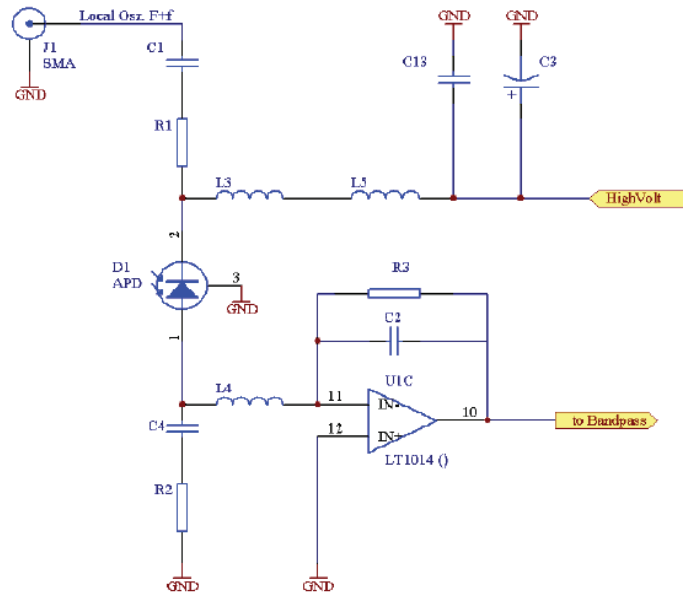 Local Osz. F+f
J1
SMA
GND
C1
R1
GND
GND
C13
C3
+
L3
L5
HighVolt
2
D1
APD
3
GND
1
R3
C2
U1C
L4
11
IN-
12
IN+
10
to Bandpass
LT1014 ()
C4
R2
GND
GND